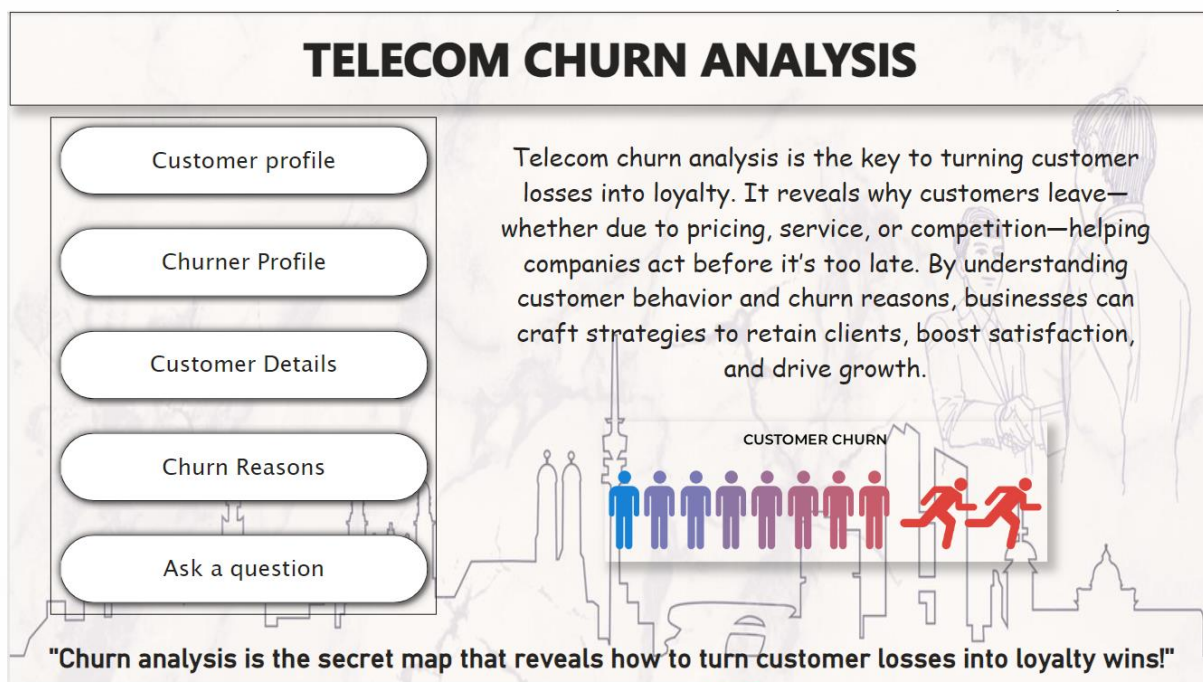 TELECOM CHURN ANALYSIS
Customer profile
Churner Profile
Customer Details
Churn Reasons
Ask a question
Telecom churn analysis is the key to turning customer
losses into loyalty. It reveals why customers leave—
whether due to pricing, service, or competition—helping
companies act before it's too late. By understanding
customer behavior and churn reasons, businesses can
craft strategies to retain clients, boost satisfaction,
and drive growth.
CUSTOMER CHURN
"Churn analysis is the secret map that reveals how to turn customer losses into loyalty wins!"